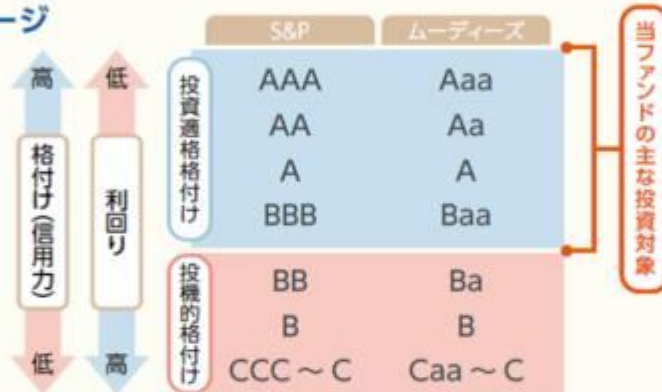 ージ
S&P ムーディーズ
高 低
格付け（信用力） 利回り
低 高
投資適格格付け
AAA Aaa
AA Aa
A A
BBB Baa
投機的格付け
BB Ba
B B
CCC～C Caa～C
当ファンドの主な投資対象